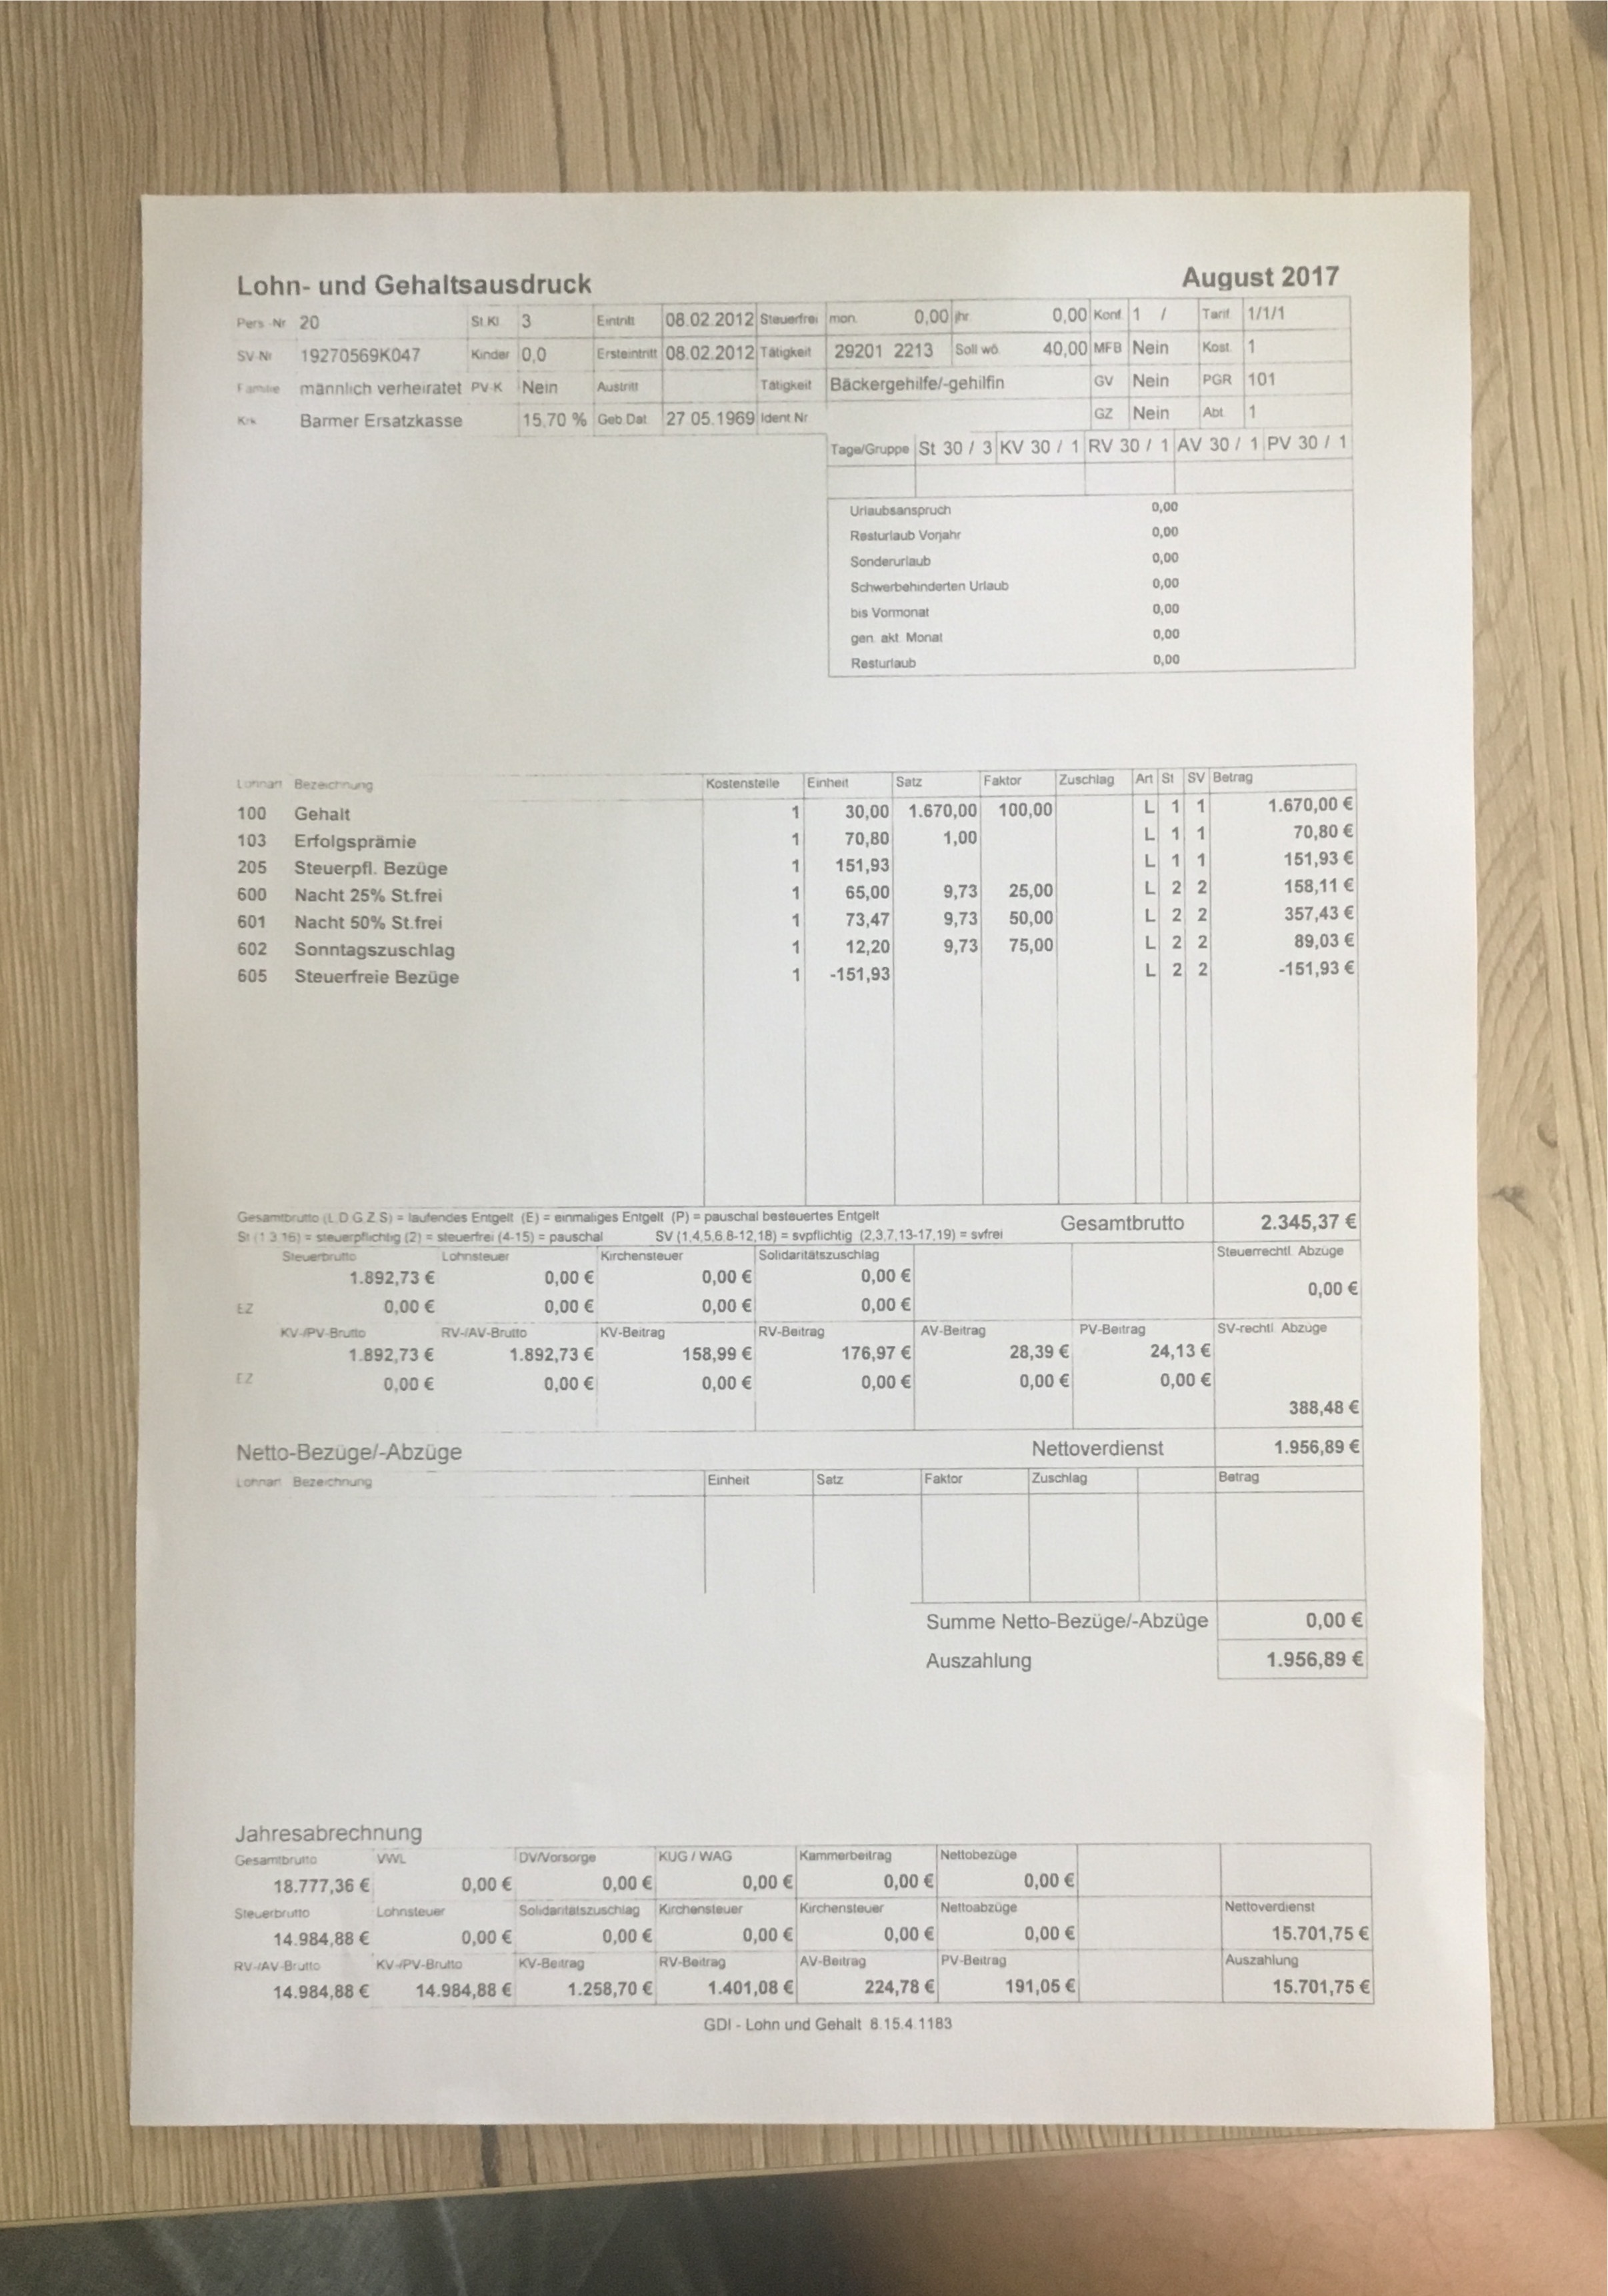 Lohn- und Gehaltsausdruck August 2017
Pers.-Nr 20 St.Kl 3 Eintritt 08.02.2012 Steuerfrei mon. 0,00 jhr. 0,00 Konf. 1 / Tarif. 1/1/1
SV-Nr 19270569K047 Kinder 0,0 Ersteintritt 08.02.2012 Tätigkeit 29201 2213 Soll wö. 40,00 MFB Nein Kost. 1
Familie männlich verheiratet PV-K Nein Austritt Tätigkeit Bäckergehilfe/-gehilfin GV Nein PGR 101
Krk Barmer Ersatzkasse 15,70 % Geb.Dat 27.05.1969 Ident.Nr GZ Nein Abt. 1
Tage/Gruppe St 30 / 3 KV 30 / 1 RV 30 / 1 AV 30 / 1 PV 30 / 1
Urlaubsanspruch 0,00
Resturlaub Vorjahr 0,00
Sonderurlaub 0,00
Schwerbehinderten Urlaub 0,00
bis Vormonat 0,00
gen. akt. Monat 0,00
Resturlaub 0,00
Lohnart Bezeichnung Kostenstelle Einheit Satz Faktor Zuschlag Art St SV Betrag
100 Gehalt 1 30,00 1.670,00 100,00 L 1 1 1.670,00 €
103 Erfolgsprämie 1 70,80 1,00 L 1 1 70,80 €
205 Steuerpfl. Bezüge 1 151,93 L 1 1 151,93 €
600 Nacht 25% St.frei 1 65,00 9,73 25,00 L 2 2 158,11 €
601 Nacht 50% St.frei 1 73,47 9,73 50,00 L 2 2 357,43 €
602 Sonntagszuschlag 1 12,20 9,73 75,00 L 2 2 89,03 €
605 Steuerfreie Bezüge 1 -151,93 L 2 2 -151,93 €
Gesamtbrutto (L,D,G,Z,S) = laufendes Entgelt (E) = einmaliges Entgelt (P) = pauschal besteuertes Entgelt Gesamtbrutto 2.345,37 €
St (1,3,16) = steuerpflichtig (2) = steuerfrei (4-15) = pauschal SV (1,4,5,6,8-12,18) = svpflichtig (2,3,7,13-17,19) = svfrei
Steuerbrutto Lohnsteuer Kirchensteuer Solidaritätszuschlag Steuerrechtl. Abzüge
1.892,73 € 0,00 € 0,00 € 0,00 € 0,00 €
EZ 0,00 € 0,00 € 0,00 € 0,00 €
KV-/PV-Brutto RV-/AV-Brutto KV-Beitrag RV-Beitrag AV-Beitrag PV-Beitrag SV-rechtl. Abzüge
1.892,73 € 1.892,73 € 158,99 € 176,97 € 28,39 € 24,13 €
EZ 0,00 € 0,00 € 0,00 € 0,00 € 0,00 € 0,00 €
388,48 €
Netto-Bezüge/-Abzüge Nettoverdienst 1.956,89 €
Lohnart Bezeichnung Einheit Satz Faktor Zuschlag Betrag
Summe Netto-Bezüge/-Abzüge 0,00 €
Auszahlung 1.956,89 €
Jahresabrechnung
Gesamtbrutto VWL DV/Vorsorge KUG / WAG Kammerbeitrag Nettobezüge
18.777,36 € 0,00 € 0,00 € 0,00 € 0,00 € 0,00 €
Steuerbrutto Lohnsteuer Solidaritätszuschlag Kirchensteuer Kirchensteuer Nettoabzüge Nettoverdienst
14.984,88 € 0,00 € 0,00 € 0,00 € 0,00 € 0,00 € 15.701,75 €
RV-/AV-Brutto KV-/PV-Brutto KV-Beitrag RV-Beitrag AV-Beitrag PV-Beitrag Auszahlung
14.984,88 € 14.984,88 € 1.258,70 € 1.401,08 € 224,78 € 191,05 € 15.701,75 €
GDI - Lohn und Gehalt 6.15.4.1183